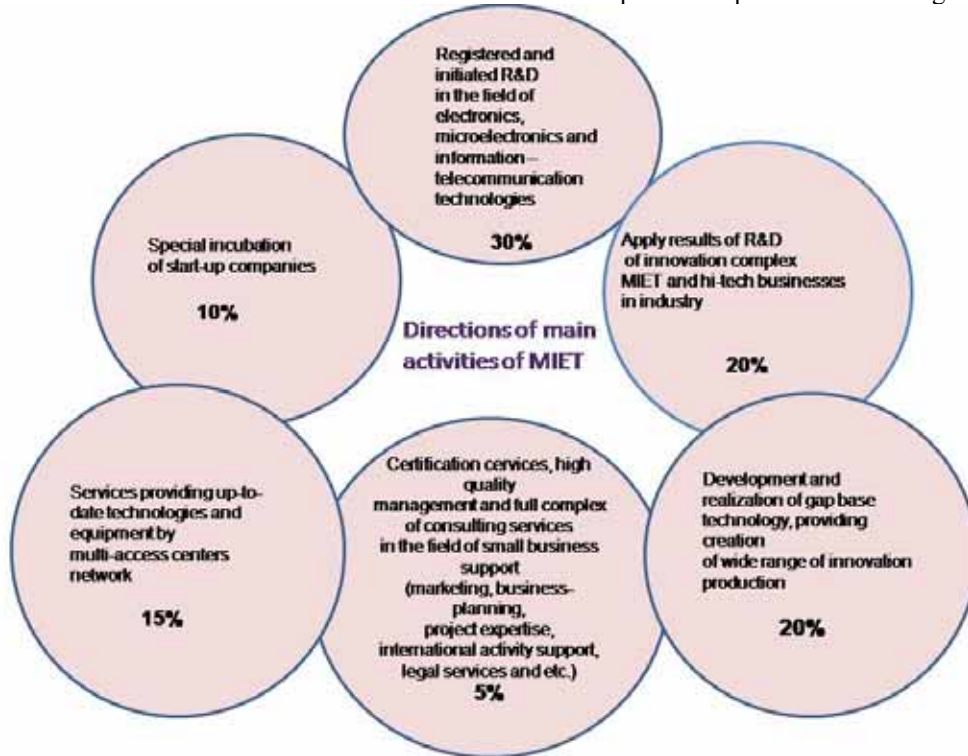 Registered and
initiated R&D
in the field of
electronics,
microelectronics and
information –
telecommunication
technologies
30%
Special incubation
of start-up companies
10%
Apply results of R&D
of innovation complex
MIET and hi-tech businesses
in industry
20%
Directions of main
activities of MIET
Services providing up-to-
date technologies and
equipment by
multi-access centers
network
15%
Certification cervices, high
quality
management and full complex
of consulting services
in the field of small business
support
(marketing, business-
planning,
project expertise,
international activity support,
legal services and etc.)
5%
Development and
realization of gap base
technology, providing
creation
of wide range of innovation
production
20%